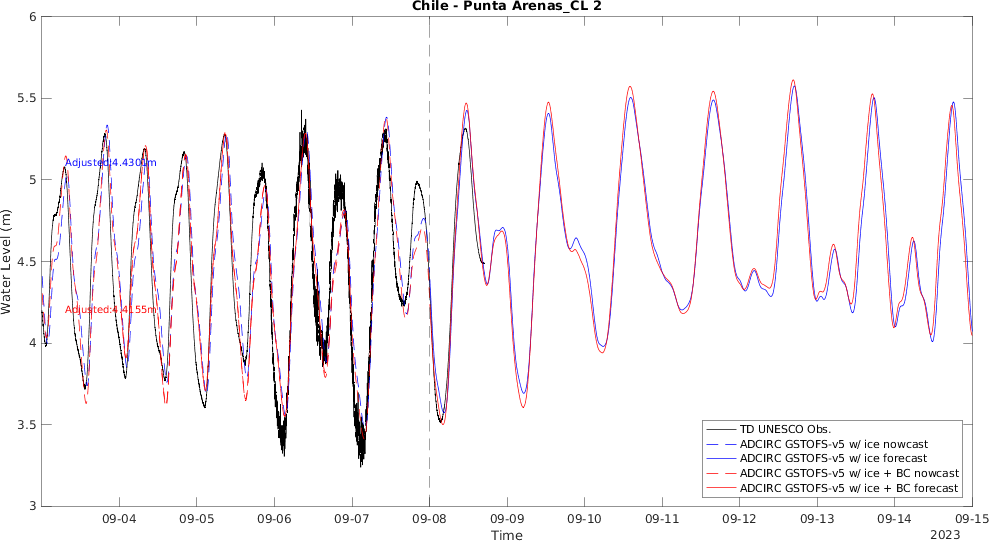 Chile - Punta Arenas_CL 2
6
5.5
5
4.5
4
3.5
3
Water Level (m)
Adjusted:4.4301m
Adjusted:4.4155m
TD UNESCO Obs.
ADCIRC GSTOFS-v5 w/ ice nowcast
ADCIRC GSTOFS-v5 w/ ice forecast
ADCIRC GSTOFS-v5 w/ ice + BC nowcast
ADCIRC GSTOFS-v5 w/ ice + BC forecast
09-04 09-05 09-06 09-07 09-08 09-09 09-10 09-11 09-12 09-13 09-14 09-15
Time
2023